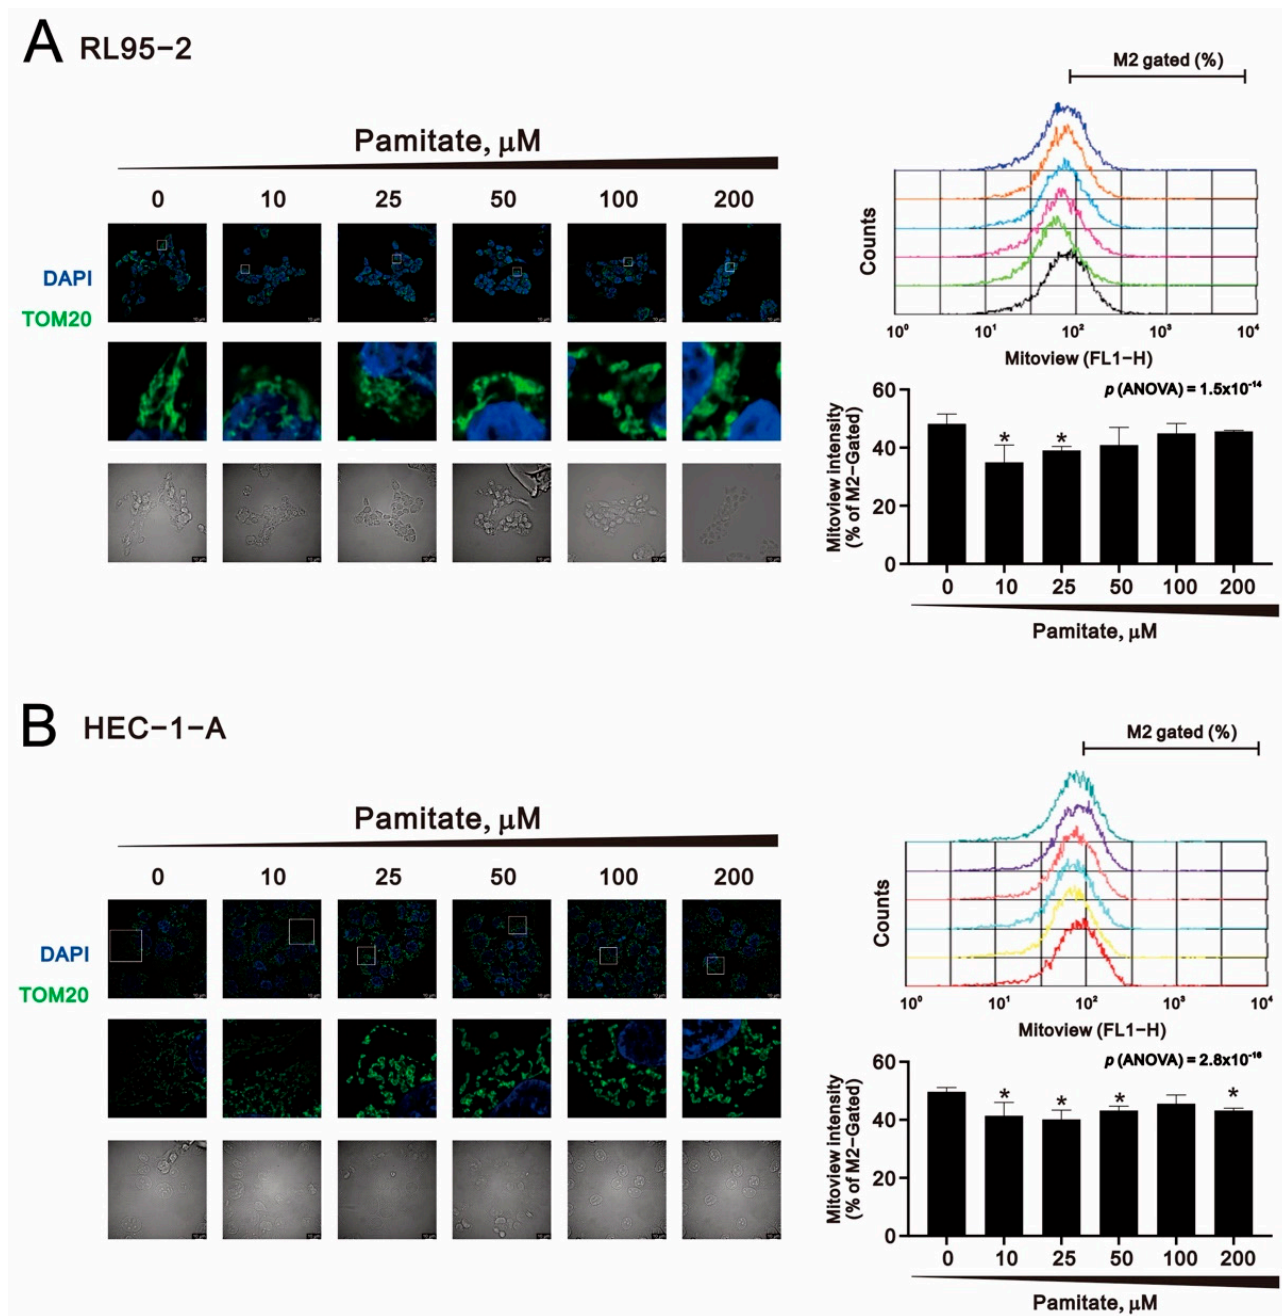 A RL95-2
Pamitate, μM
0 10 25 50 100 200
DAPI
TOM20
M2 gated (%)
Counts
10⁰ 10¹ 10² 10³ 10⁴
Mitoview (FL1-H)
p (ANOVA) = 1.5x10⁻¹⁴
Mitoview intensity
(% of M2-Gated)
60
40
20
0
* *
0 10 25 50 100 200
Pamitate, μM
B HEC-1-A
Pamitate, μM
0 10 25 50 100 200
DAPI
TOM20
M2 gated (%)
Counts
10⁰ 10¹ 10² 10³ 10⁴
Mitoview (FL1-H)
p (ANOVA) = 2.8x10⁻¹⁶
Mitoview intensity
(% of M2-Gated)
60
40
20
0
* * * *
0 10 25 50 100 200
Pamitate, μM